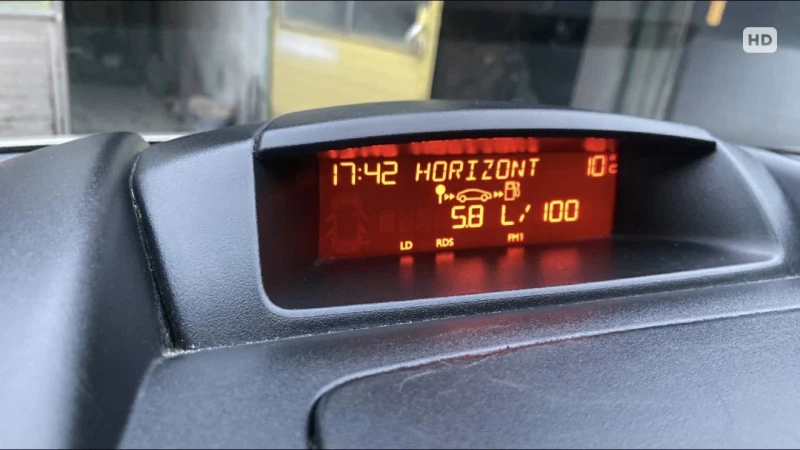 HD
17:42 HORIZONT 10°C
5.8 L/100
LD RDS FM1